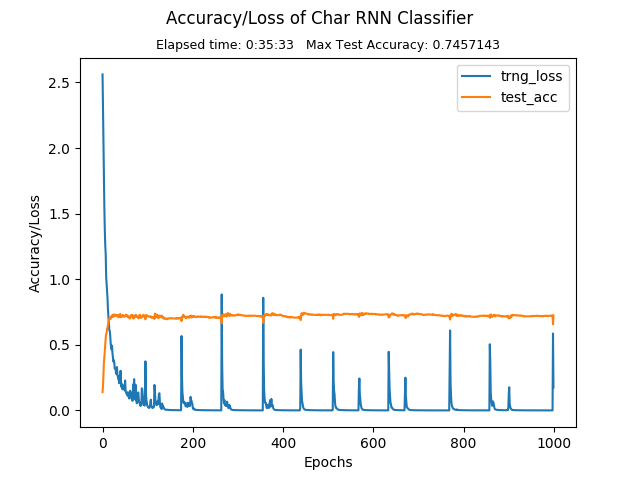 Accuracy/Loss of Char RNN Classifier
Elapsed time: 0:35:33   Max Test Accuracy: 0.7457143
trng_loss
test_acc
2.5
2.0
1.5
1.0
0.5
0.0
Accuracy/Loss
0 200 400 600 800 1000
Epochs